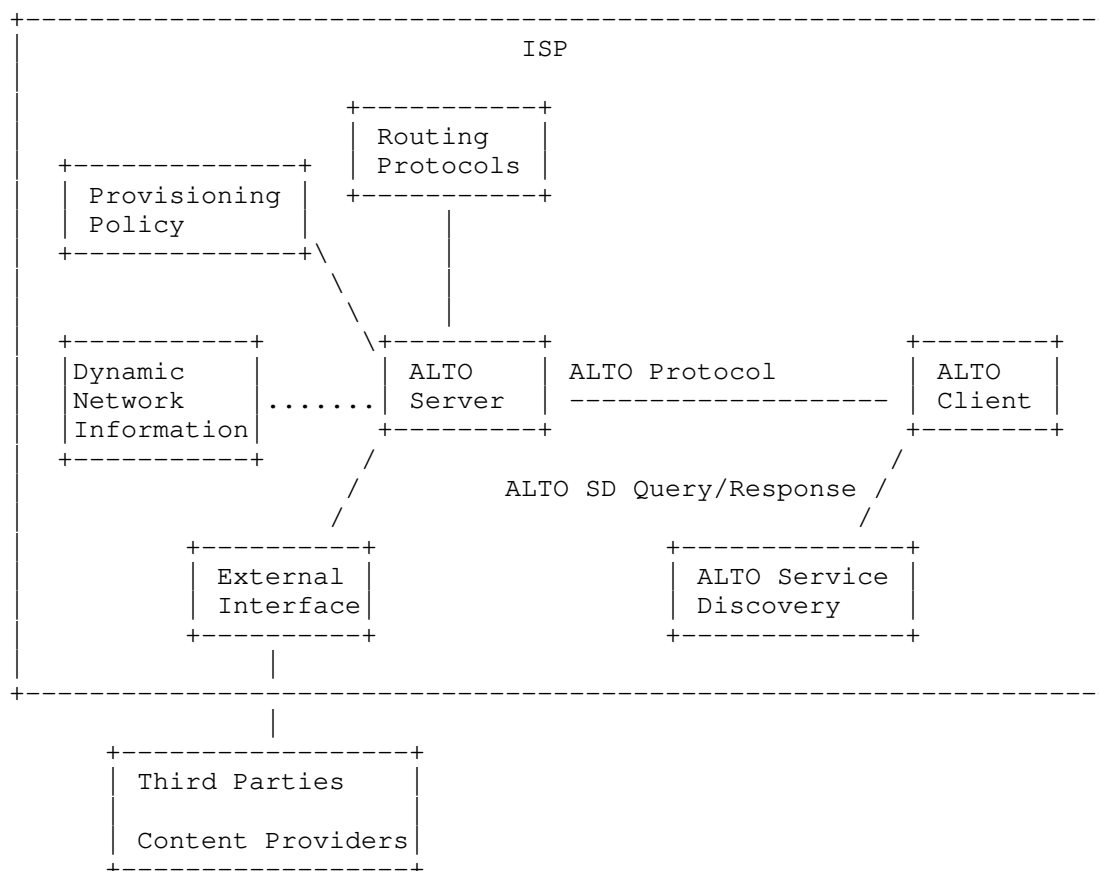 ISP
Routing
Protocols
Provisioning
Policy
Dynamic
Network
Information
ALTO
Server
ALTO Protocol
ALTO
Client
ALTO SD Query/Response
External
Interface
ALTO Service
Discovery
Third Parties
Content Providers